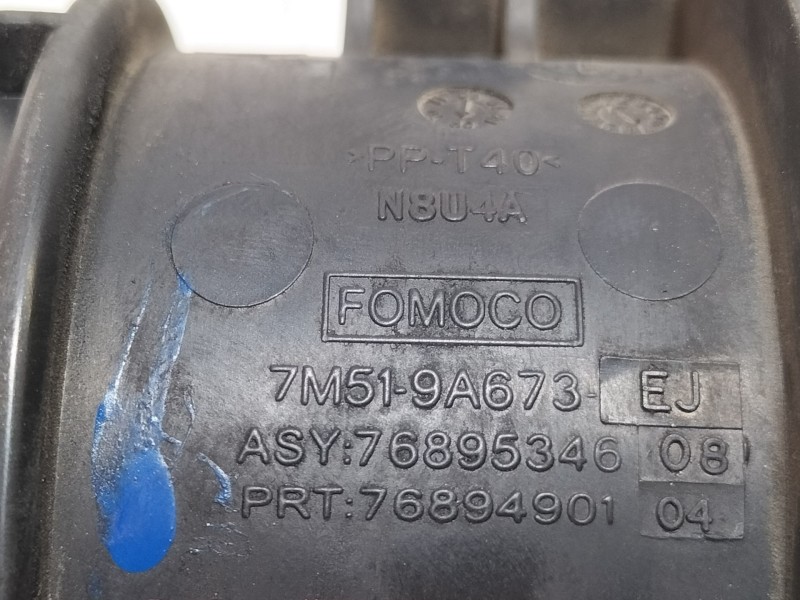 >PP-T40<
N8U4A
FOMOCO
7M51-9A673-EJ
ASY:76895346 08
PRT:76894901 04